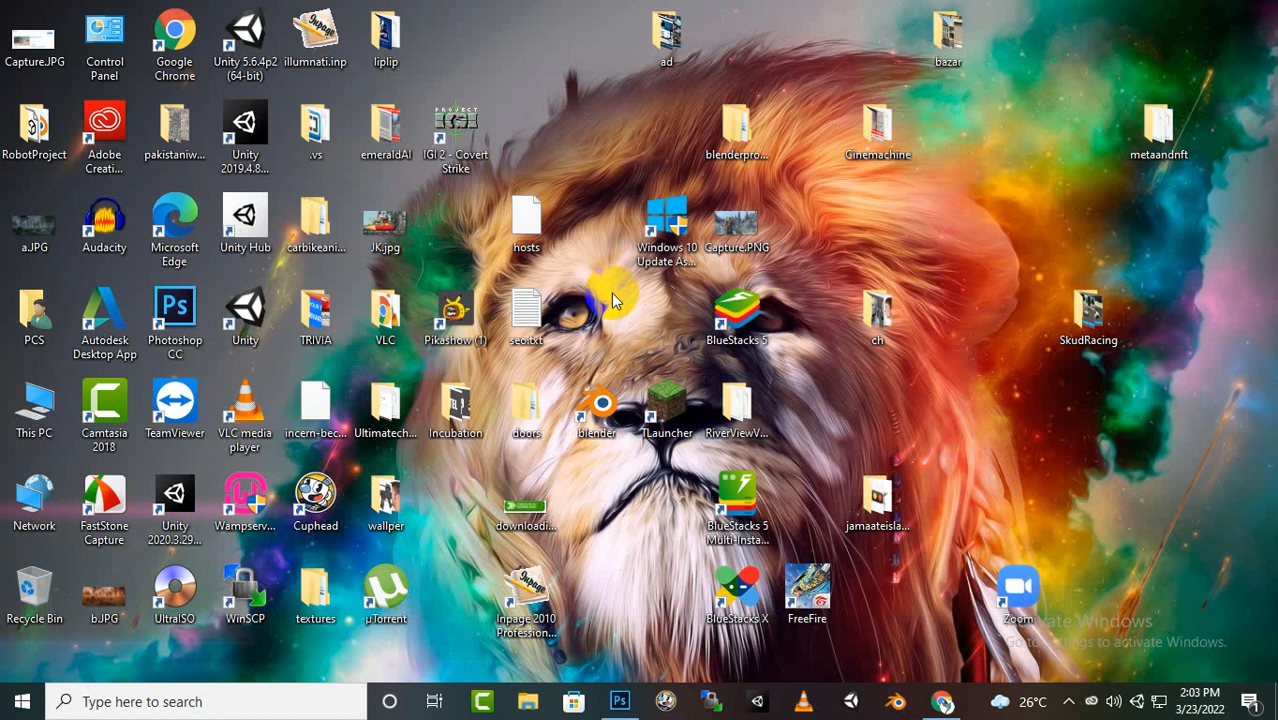 Capture.JPG
Control
Panel
Google
Chrome
Unity 5.6.4p2
(64-bit)
illumnati.inp
liplip
ad
bazar
RobotProject
Adobe
Creati...
pakistaniw...
Unity
2019.4.8...
.vs
emeraldAI
PROJECT
IGI 2 - Covert
Strike
blenderpro...
Cinemachine
metaandnft
a.JPG
Audacity
Microsoft
Edge
Unity Hub
carbikeani...
JK.jpg
hosts
Windows 10
Update As...
Capture.PNG
PCS
Autodesk
Desktop App
Photoshop
CC
Unity
TRIVIA
VLC
Pikashow (1)
seo.txt
BlueStacks 5
ch
SkudRacing
This PC
Camtasia
2018
TeamViewer
VLC media
player
incern-bec...
Ultimatech...
Incubation
doors
blender
TLauncher
RiverViewV...
Network
FastStone
Capture
Unity
2020.3.29...
Wampserv...
Cuphead
wallper
downloadi...
BlueStacks 5
Multi-Insta...
jamaateisla...
Recycle Bin
b.JPG
UltraISO
WinSCP
textures
µTorrent
Inpage 2010
Profession...
BlueStacks X
FreeFire
Zoom
Activate Windows
Go to Settings to activate Windows.
Type here to search
26°C
2:03 PM
3/23/2022